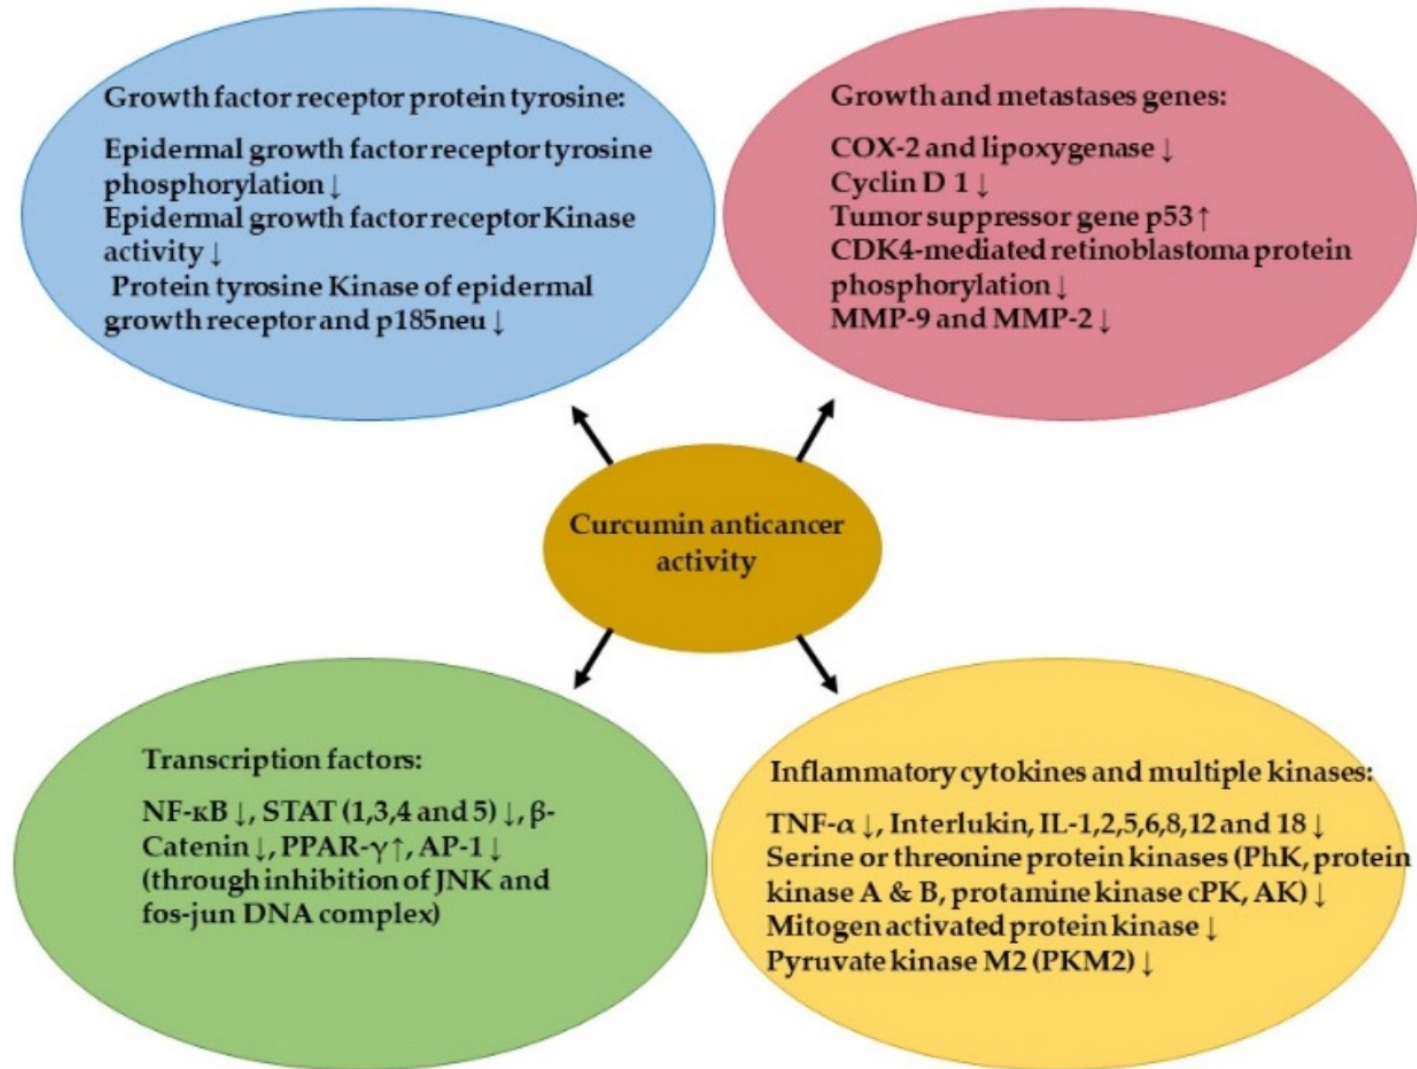 Growth factor receptor protein tyrosine:
Epidermal growth factor receptor tyrosine
phosphorylation ↓
Epidermal growth factor receptor Kinase
activity ↓
Protein tyrosine Kinase of epidermal
growth receptor and p185neu ↓
Growth and metastases genes:
COX-2 and lipoxygenase ↓
Cyclin D 1 ↓
Tumor suppressor gene p53 ↑
CDK4-mediated retinoblastoma protein
phosphorylation ↓
MMP-9 and MMP-2 ↓
Curcumin anticancer
activity
Transcription factors:
NF-κB ↓, STAT (1,3,4 and 5) ↓, β-
Catenin ↓, PPAR-γ ↑, AP-1 ↓
(through inhibition of JNK and
fos-jun DNA complex)
Inflammatory cytokines and multiple kinases:
TNF-α ↓, Interlukin, IL-1,2,5,6,8,12 and 18 ↓
Serine or threonine protein kinases (PhK, protein
kinase A & B, protamine kinase cPK, AK) ↓
Mitogen activated protein kinase ↓
Pyruvate kinase M2 (PKM2) ↓